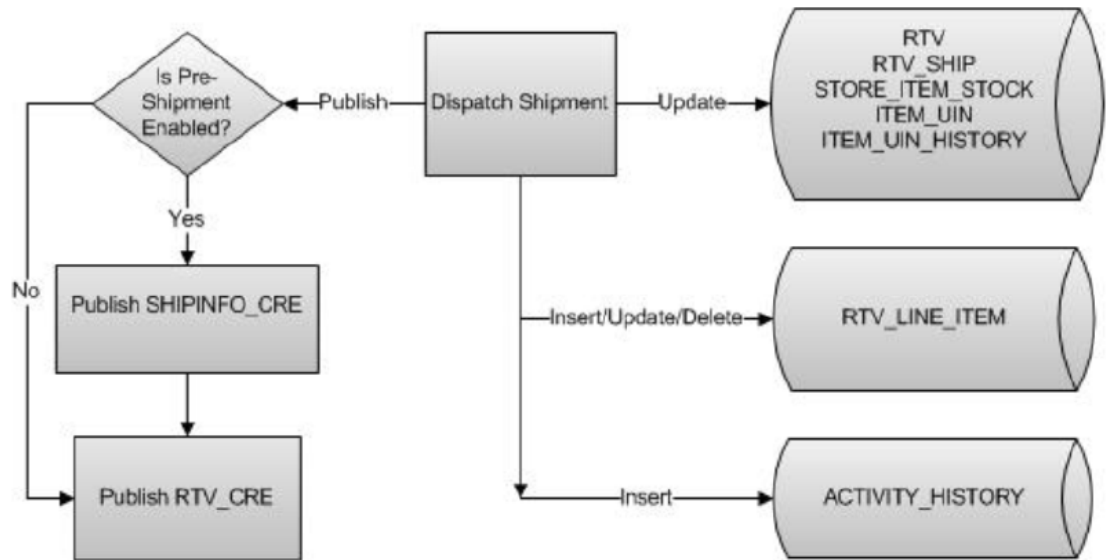 Is Pre-
Shipment
Enabled?
Publish
Dispatch Shipment
Update
RTV
RTV_SHIP
STORE_ITEM_STOCK
ITEM_UIN
ITEM_UIN_HISTORY
Yes
No
Publish SHIPINFO_CRE
Insert/Update/Delete
RTV_LINE_ITEM
Publish RTV_CRE
Insert
ACTIVITY_HISTORY